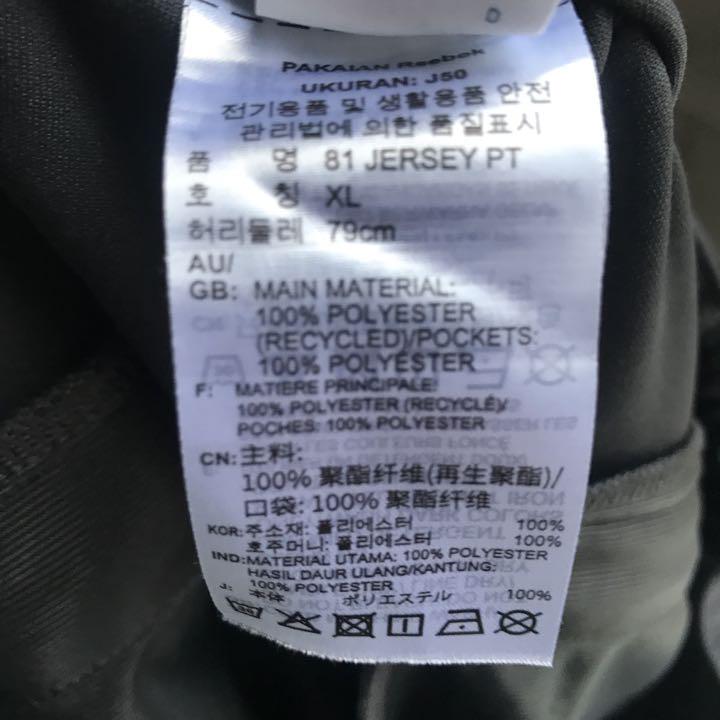 D
PAKAIAN Reebok
UKURAN: J50
전기용품 및 생활용품 안전
관리법에 의한 품질표시
품 명 81 JERSEY PT
호 칭 XL
허리둘레 79cm
AU/
GB: MAIN MATERIAL:
100% POLYESTER
(RECYCLED)/POCKETS:
100% POLYESTER
F: MATIERE PRINCIPALE:
100% POLYESTER (RECYCLÉ)/
POCHES: 100% POLYESTER
CN: 主料:
100% 聚酯纤维(再生聚酯)/
口袋: 100% 聚酯纤维
KOR: 주소재: 폴리에스터 100%
호주머니: 폴리에스터 100%
IND: MATERIAL UTAMA: 100% POLYESTER
HASIL DAUR ULANG/KANTUNG:
100% POLYESTER
J: 本体 ポリエステル 100%